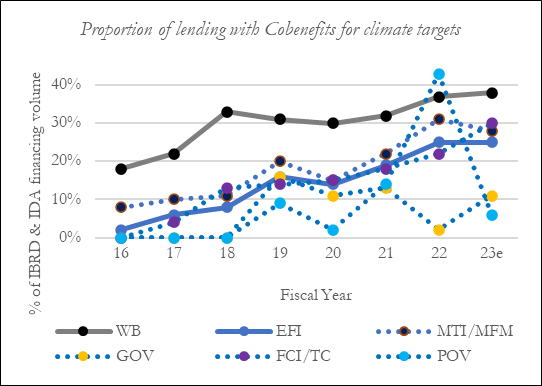 Proportion of lending with Cobenefits for climate targets
% of IBRD & IDA financing volume
40%
30%
20%
10%
0%
16 17 18 19 20 21 22 23e
Fiscal Year
WB EFI MTI/MFM
GOV FCI/TC POV